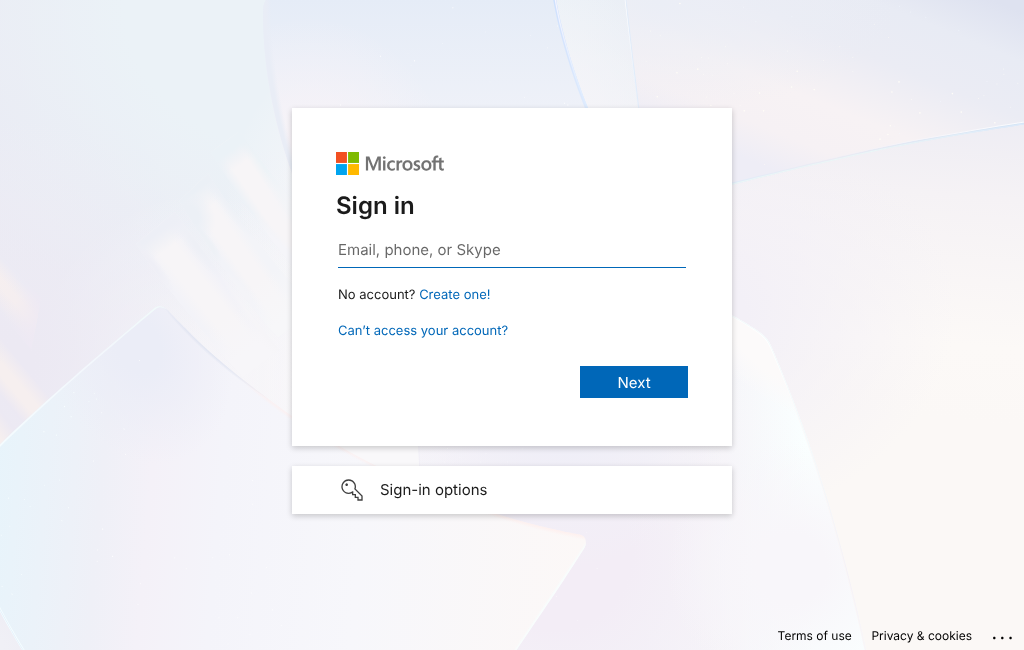 Microsoft
Sign in
Email, phone, or Skype
No account? Create one!
Can't access your account?
Next
Sign-in options
Terms of use Privacy & cookies ...